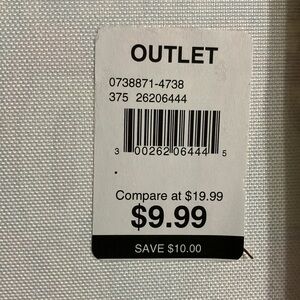 OUTLET
0738871-4738
375 26206444
3 00262 06444 5
Compare at $19.99
$9.99
SAVE $10.00